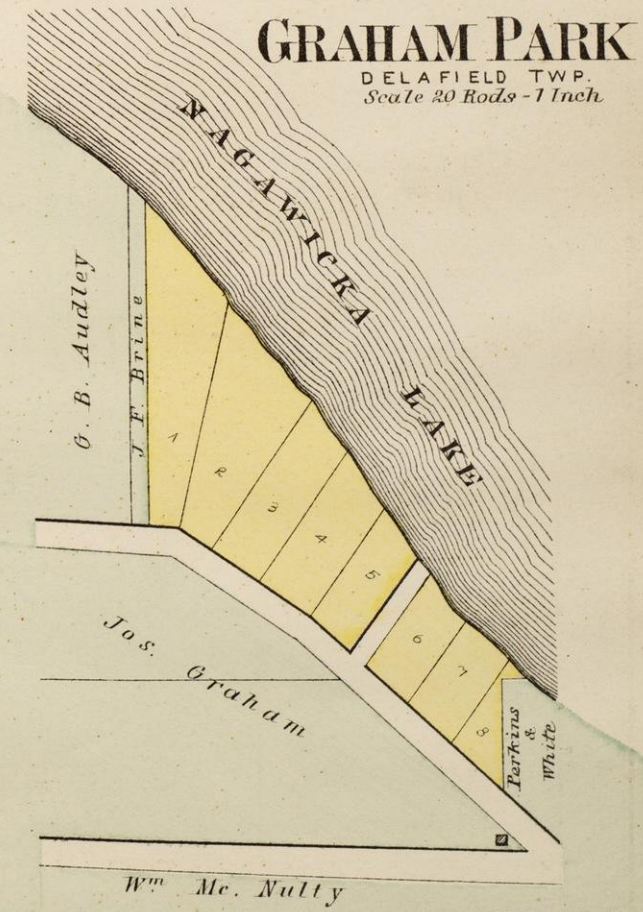 GRAHAM PARK
DELAFIELD TWP.
Scale 20 Rods - 1 Inch
NAGAWICKA LAKE
G. B. Audley
J F Brine
1
2
3
4
5
6
7
8
Perkins
&
White
Jos. Graham
Wm Mc. Nulty